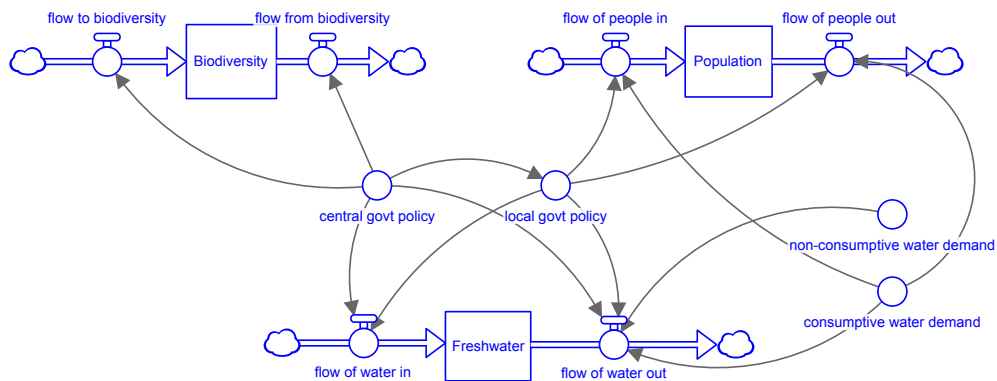 flow to biodiversity
flow from biodiversity
flow of people in
flow of people out
Biodiversity
Population
central govt policy
local govt policy
non-consumptive water demand
consumptive water demand
Freshwater
flow of water in
flow of water out